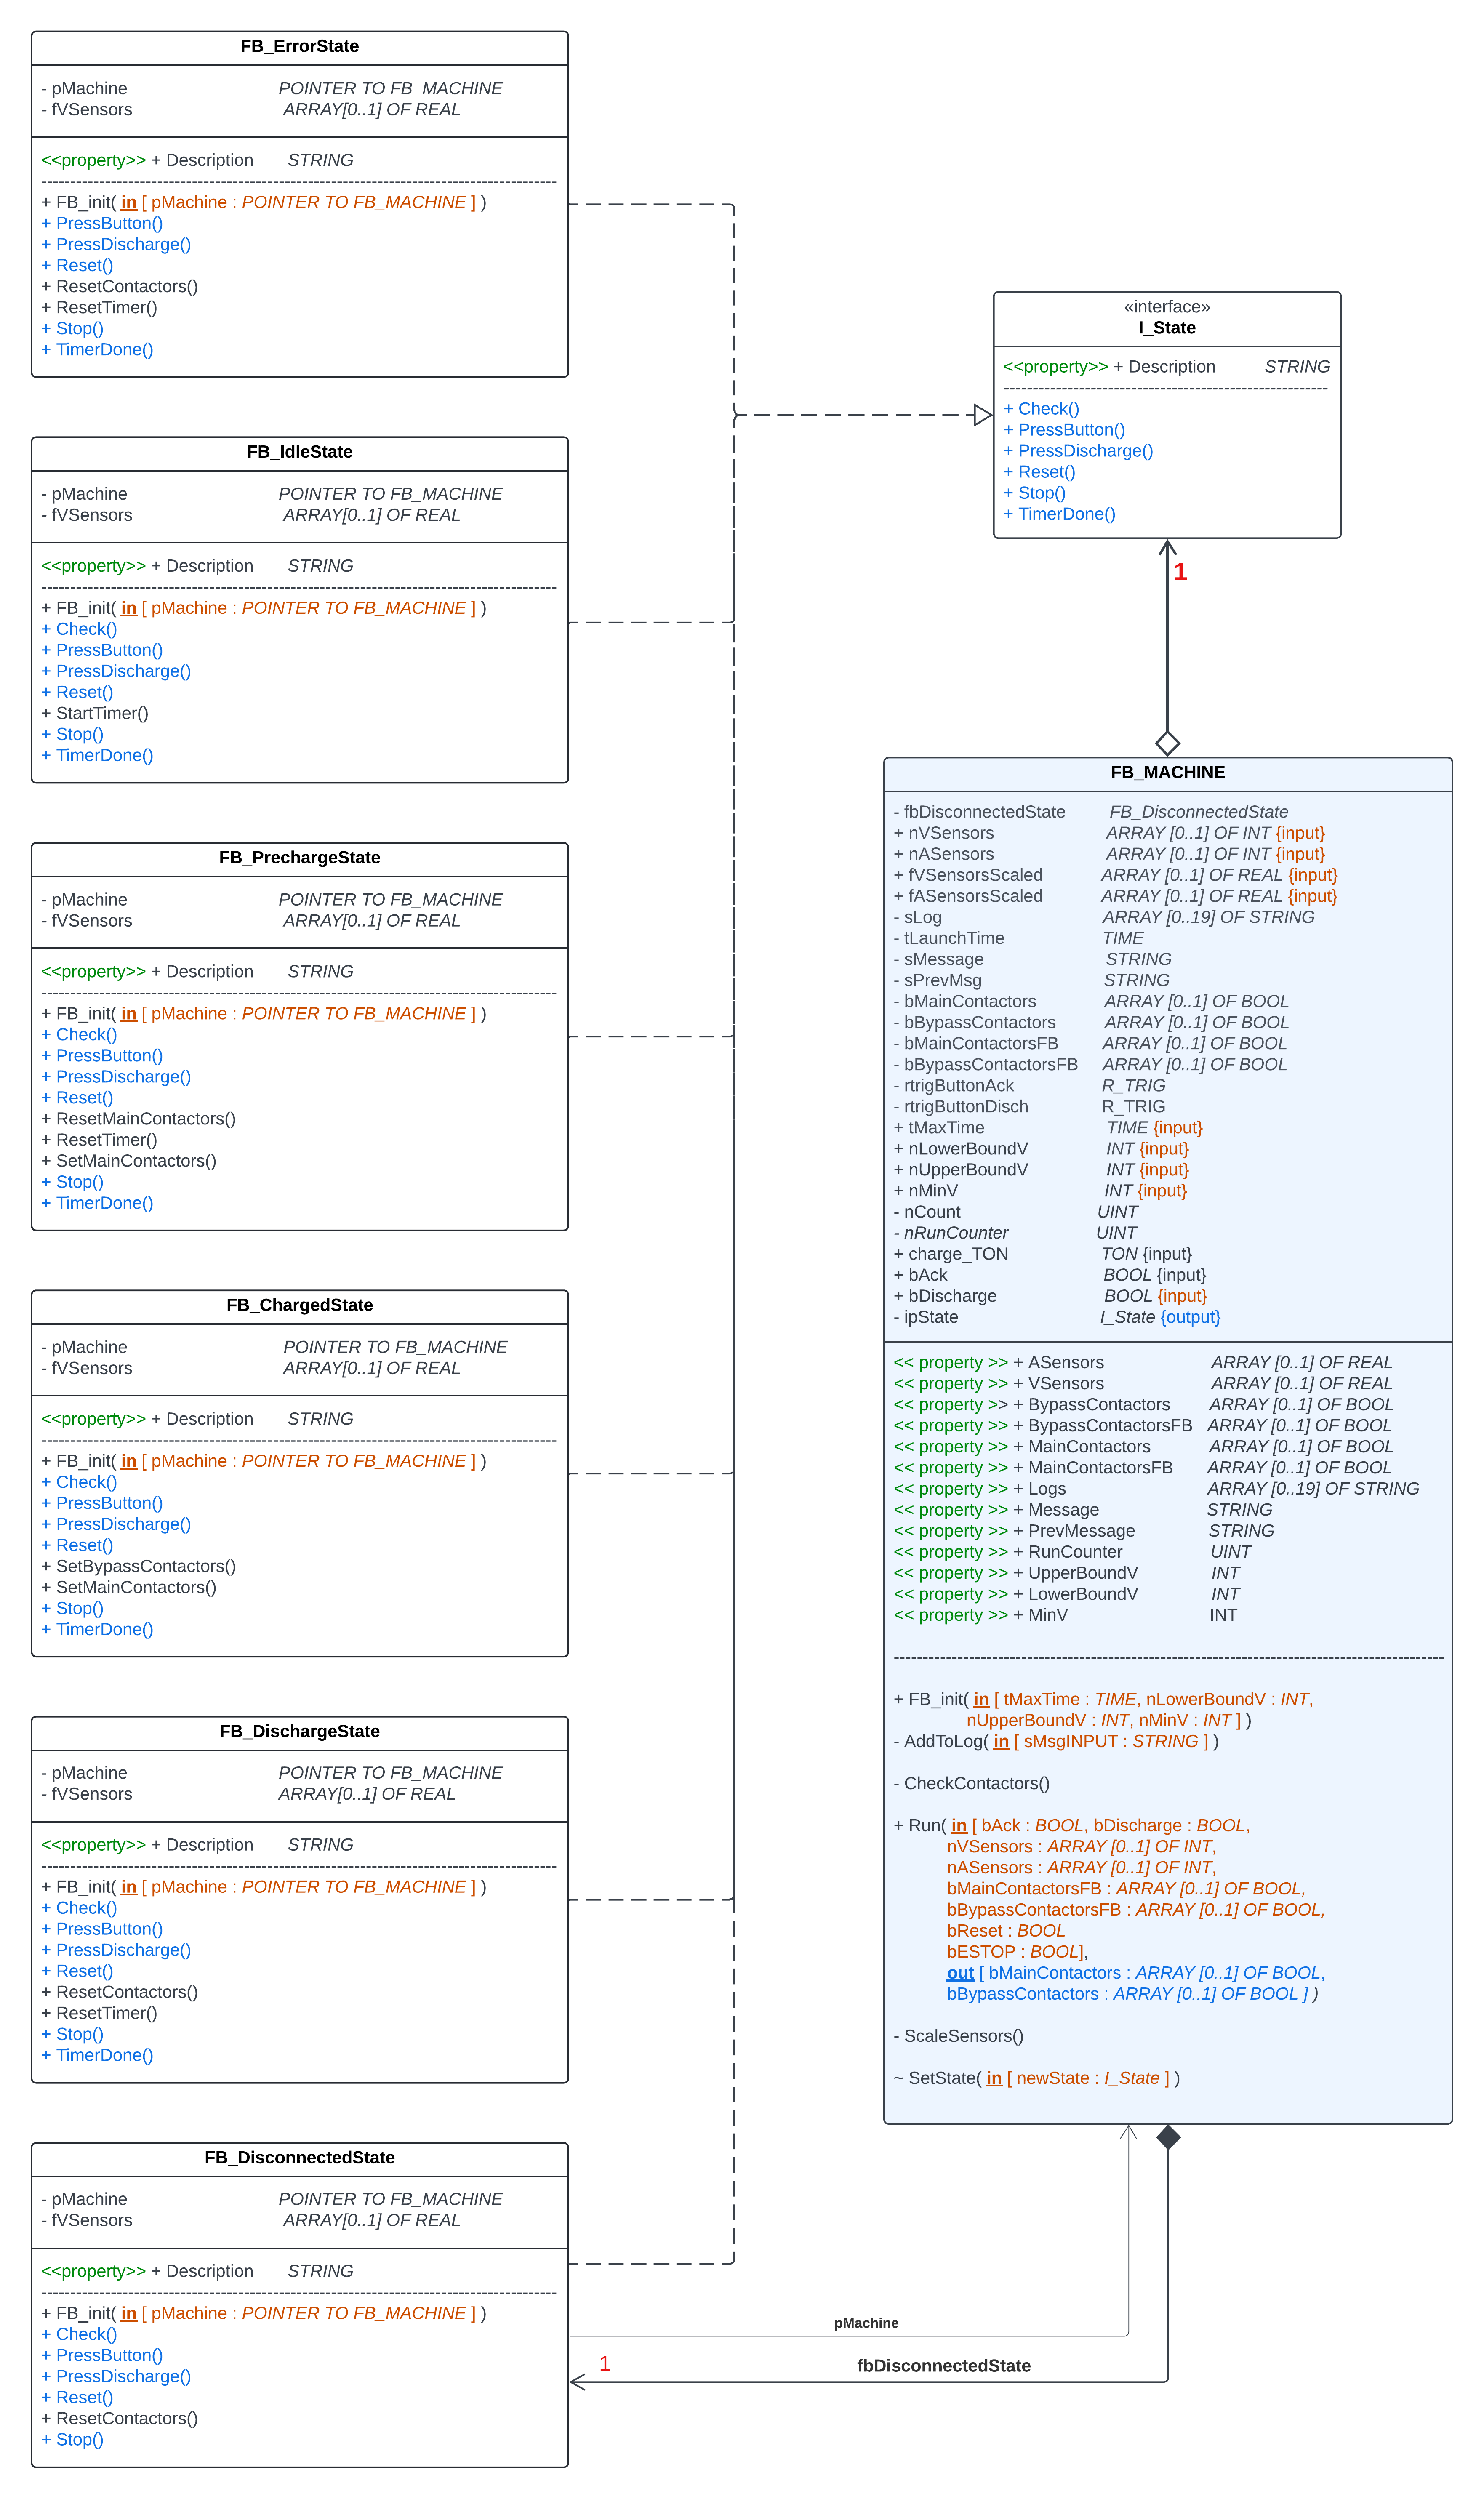 FB_ErrorState
- pMachine POINTER TO FB_MACHINE
- fVSensors ARRAY[0..1] OF REAL
<<property>> + Description STRING
+ FB_init( in [ pMachine : POINTER TO FB_MACHINE ] )
+ PressButton()
+ PressDischarge()
+ Reset()
+ ResetContactors()
+ ResetTimer()
+ Stop()
+ TimerDone()
FB_IdleState
- pMachine POINTER TO FB_MACHINE
- fVSensors ARRAY[0..1] OF REAL
<<property>> + Description STRING
+ FB_init( in [ pMachine : POINTER TO FB_MACHINE ] )
+ Check()
+ PressButton()
+ PressDischarge()
+ Reset()
+ StartTimer()
+ Stop()
+ TimerDone()
FB_PrechargeState
- pMachine POINTER TO FB_MACHINE
- fVSensors ARRAY[0..1] OF REAL
<<property>> + Description STRING
+ FB_init( in [ pMachine : POINTER TO FB_MACHINE ] )
+ Check()
+ PressButton()
+ PressDischarge()
+ Reset()
+ ResetMainContactors()
+ ResetTimer()
+ SetMainContactors()
+ Stop()
+ TimerDone()
FB_ChargedState
- pMachine POINTER TO FB_MACHINE
- fVSensors ARRAY[0..1] OF REAL
<<property>> + Description STRING
+ FB_init( in [ pMachine : POINTER TO FB_MACHINE ] )
+ Check()
+ PressButton()
+ PressDischarge()
+ Reset()
+ SetBypassContactors()
+ SetMainContactors()
+ Stop()
+ TimerDone()
FB_DischargeState
- pMachine POINTER TO FB_MACHINE
- fVSensors ARRAY[0..1] OF REAL
<<property>> + Description STRING
+ FB_init( in [ pMachine : POINTER TO FB_MACHINE ] )
+ Check()
+ PressButton()
+ PressDischarge()
+ Reset()
+ ResetContactors()
+ ResetTimer()
+ Stop()
+ TimerDone()
FB_DisconnectedState
- pMachine POINTER TO FB_MACHINE
- fVSensors ARRAY[0..1] OF REAL
<<property>> + Description STRING
+ FB_init( in [ pMachine : POINTER TO FB_MACHINE ] )
+ Check()
+ PressButton()
+ PressDischarge()
+ Reset()
+ ResetContactors()
+ Stop()
«interface»
I_State
<<property>> + Description STRING
+ Check()
+ PressButton()
+ PressDischarge()
+ Reset()
+ Stop()
+ TimerDone()
1
FB_MACHINE
- fbDisconnectedState FB_DisconnectedState
+ nVSensors ARRAY [0..1] OF INT {input}
+ nASensors ARRAY [0..1] OF INT {input}
+ fVSensorsScaled ARRAY [0..1] OF REAL {input}
+ fASensorsScaled ARRAY [0..1] OF REAL {input}
- sLog ARRAY [0..19] OF STRING
- tLaunchTime TIME
- sMessage STRING
- sPrevMsg STRING
- bMainContactors ARRAY [0..1] OF BOOL
- bBypassContactors ARRAY [0..1] OF BOOL
- bMainContactorsFB ARRAY [0..1] OF BOOL
- bBypassContactorsFB ARRAY [0..1] OF BOOL
- rtrigButtonAck R_TRIG
- rtrigButtonDisch R_TRIG
+ tMaxTime TIME {input}
+ nLowerBoundV INT {input}
+ nUpperBoundV INT {input}
+ nMinV INT {input}
- nCount UINT
- nRunCounter UINT
+ charge_TON TON {input}
+ bAck BOOL {input}
+ bDischarge BOOL {input}
- ipState I_State {output}
<< property >> + ASensors ARRAY [0..1] OF REAL
<< property >> + VSensors ARRAY [0..1] OF REAL
<< property >> + BypassContactors ARRAY [0..1] OF BOOL
<< property >> + BypassContactorsFB ARRAY [0..1] OF BOOL
<< property >> + MainContactors ARRAY [0..1] OF BOOL
<< property >> + MainContactorsFB ARRAY [0..1] OF BOOL
<< property >> + Logs ARRAY [0..19] OF STRING
<< property >> + Message STRING
<< property >> + PrevMessage STRING
<< property >> + RunCounter UINT
<< property >> + UpperBoundV INT
<< property >> + LowerBoundV INT
<< property >> + MinV INT
+ FB_init( in [ tMaxTime : TIME, nLowerBoundV : INT,
nUpperBoundV : INT, nMinV : INT ] )
- AddToLog( in [ sMsgINPUT : STRING ] )
- CheckContactors()
+ Run( in [ bAck : BOOL, bDischarge : BOOL,
nVSensors : ARRAY [0..1] OF INT,
nASensors : ARRAY [0..1] OF INT,
bMainContactorsFB : ARRAY [0..1] OF BOOL,
bBypassContactorsFB : ARRAY [0..1] OF BOOL,
bReset : BOOL
bESTOP : BOOL],
out [ bMainContactors : ARRAY [0..1] OF BOOL,
bBypassContactors : ARRAY [0..1] OF BOOL ] )
- ScaleSensors()
~ SetState( in [ newState : I_State ] )
pMachine
1 fbDisconnectedState